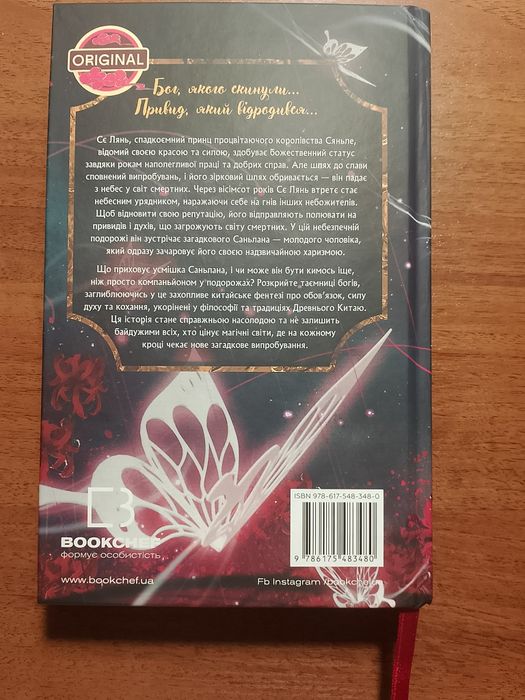 ORIGINAL
Бог, якого скинули...
Привид, який відродився...
Сє Лянь, спадкоємний принц процвітаючого королівства Сяньле,
відомий своєю красою та силою, здобуває божественний статус
завдяки рокам наполегливої праці та добрих справ. Але шлях до слави
сповнений випробувань, і його зірковий шлях обривається — він падає
з небес у світ смертних. Через вісімсот років Сє Лянь втретє стає
небесним урядником, наражаючи себе на гнів інших небожителів.
Щоб відновити свою репутацію, його відправляють полювати на
привидів і духів, що загрожують світу смертних. У цій небезпечній
подорожі він зустрічає загадкового Саньлана — молодого чоловіка,
який одразу зачаровує його своєю надзвичайною харизмою.
Що приховує усмішка Саньлана, і чи може він бути кимось іще,
ніж просто компаньйоном у подорожах? Розкрийте таємниці богів,
заглиблюючись у це захопливе китайське фентезі про обов'язок, силу
духу та кохання, укорінені у філософії та традиціях Древнього Китаю.
Ця історія стане справжньою насолодою та не залишить
байдужими всіх, хто цінує магічні світи, де на кожному
кроці чекає нове загадкове випробування.
ISBN 978-617-548-348-0
9 786175 483480
BOOKCHEF
формує особистість
www.bookchef.ua
Fb Instagram /bookchef.ua